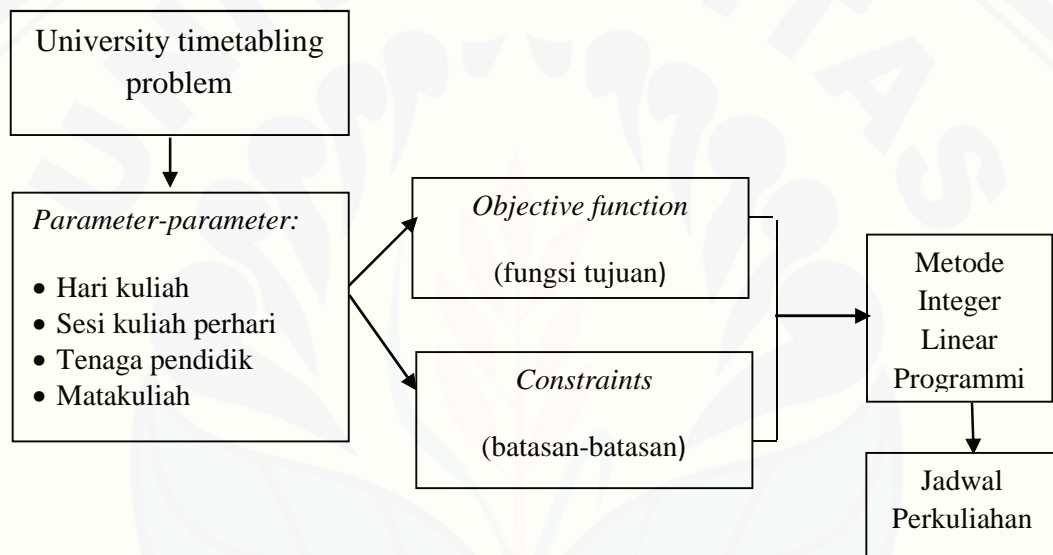 University timetabling
problem
Parameter-parameter:
• Hari kuliah
• Sesi kuliah perhari
• Tenaga pendidik
• Matakuliah
Objective function
(fungsi tujuan)
Constraints
(batasan-batasan)
Metode
Integer
Linear
Programmi
Jadwal
Perkuliahan